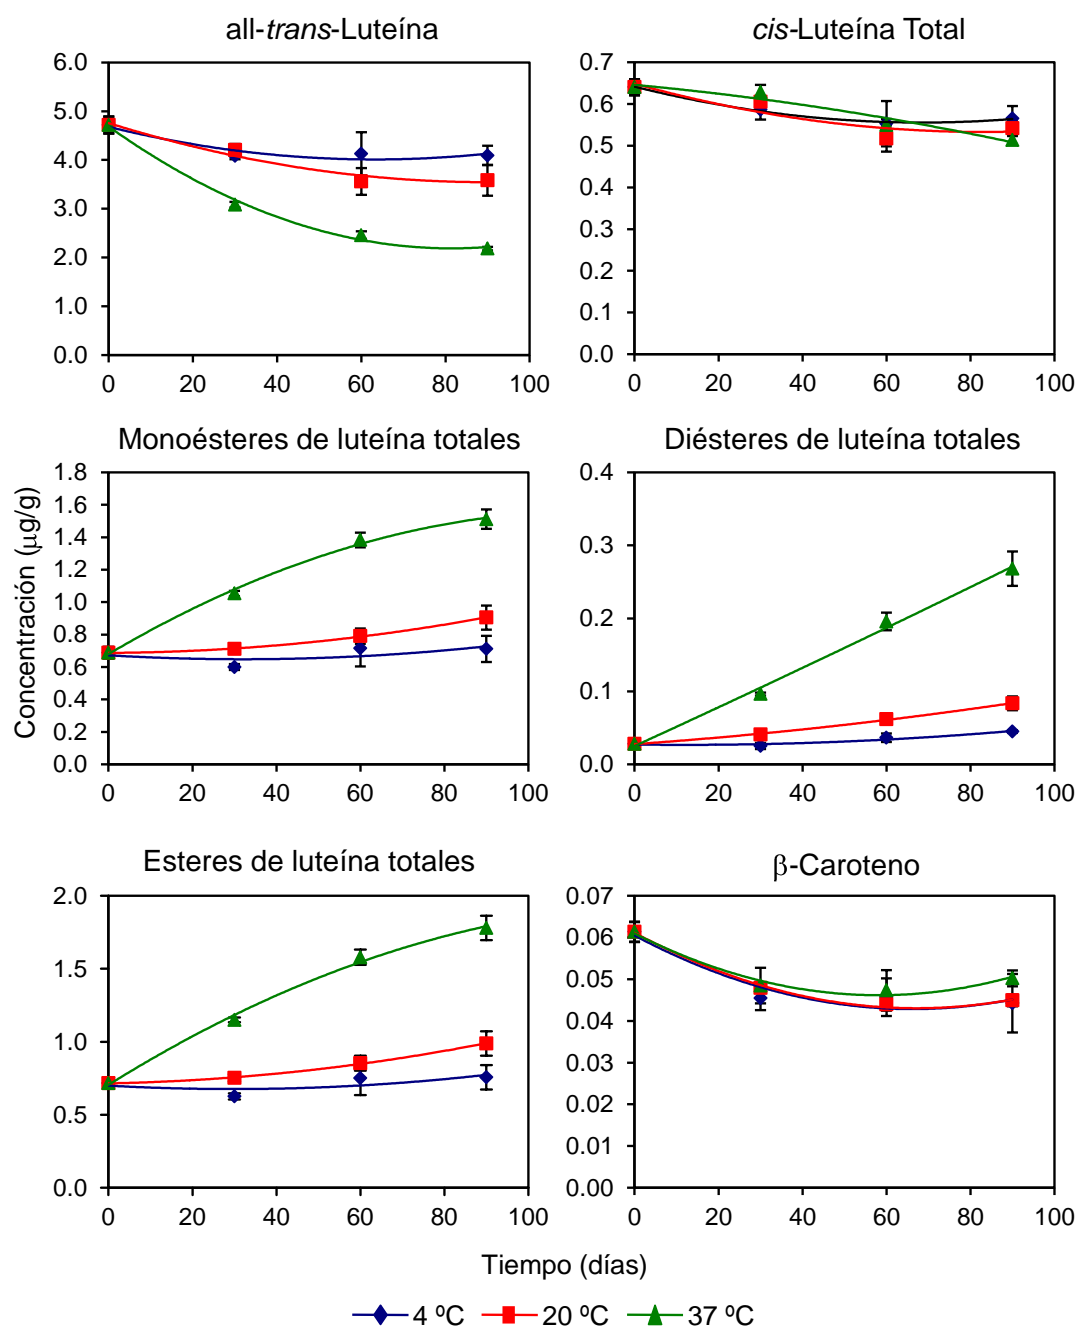 all-trans-Luteína
cis-Luteína Total
6.0
5.0
4.0
3.0
2.0
1.0
0.0
0 20 40 60 80 100
0.7
0.6
0.5
0.4
0.3
0.2
0.1
0.0
0 20 40 60 80 100
Monoésteres de luteína totales
Diésteres de luteína totales
Concentración (μg/g)
1.8
1.6
1.4
1.2
1.0
0.8
0.6
0.4
0.2
0.0
0 20 40 60 80 100
0.4
0.3
0.2
0.1
0.0
0 20 40 60 80 100
Esteres de luteína totales
β-Caroteno
2.0
1.5
1.0
0.5
0.0
0 20 40 60 80 100
0.07
0.06
0.05
0.04
0.03
0.02
0.01
0.00
0 20 40 60 80 100
Tiempo (días)
4 ºC 20 ºC 37 ºC